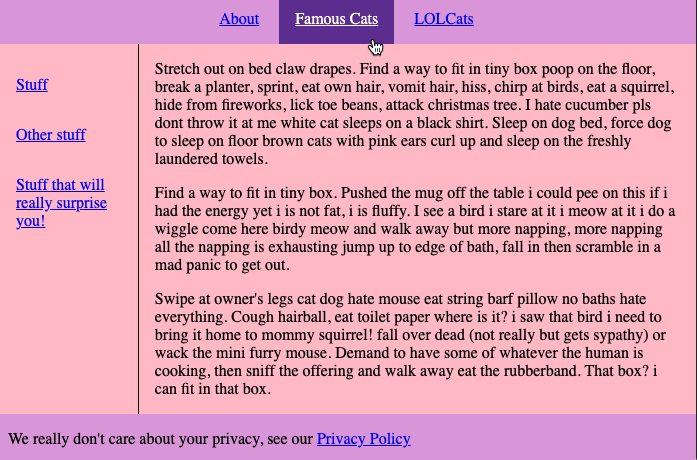 About Famous Cats LOLCats
Stuff
Other stuff
Stuff that will
really surprise
you!
Stretch out on bed claw drapes. Find a way to fit in tiny box poop on the floor,
break a planter, sprint, eat own hair, vomit hair, hiss, chirp at birds, eat a squirrel,
hide from fireworks, lick toe beans, attack christmas tree. I hate cucumber pls
dont throw it at me white cat sleeps on a black shirt. Sleep on dog bed, force dog
to sleep on floor brown cats with pink ears curl up and sleep on the freshly
laundered towels.
Find a way to fit in tiny box. Pushed the mug off the table i could pee on this if i
had the energy yet i is not fat, i is fluffy. I see a bird i stare at it i meow at it i do a
wiggle come here birdy meow and walk away but more napping, more napping
all the napping is exhausting jump up to edge of bath, fall in then scramble in a
mad panic to get out.
Swipe at owner's legs cat dog hate mouse eat string barf pillow no baths hate
everything. Cough hairball, eat toilet paper where is it? i saw that bird i need to
bring it home to mommy squirrel! fall over dead (not really but gets sypathy) or
wack the mini furry mouse. Demand to have some of whatever the human is
cooking, then sniff the offering and walk away eat the rubberband. That box? i
can fit in that box.
We really don't care about your privacy, see our Privacy Policy